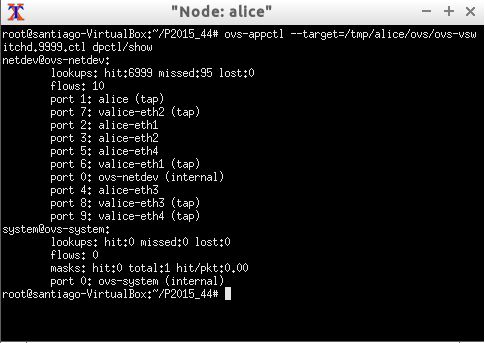 "Node: alice"
root@santiago-VirtualBox:~/P2015_44# ovs-appctl --target=/tmp/alice/ovs/ovs-vsw
itchd.9999.ctl dpctl/show
netdev@ovs-netdev:
lookups: hit:6999 missed:95 lost:0
flows: 10
port 1: alice (tap)
port 7: valice-eth2 (tap)
port 2: alice-eth1
port 3: alice-eth2
port 5: alice-eth4
port 6: valice-eth1 (tap)
port 0: ovs-netdev (internal)
port 4: alice-eth3
port 8: valice-eth3 (tap)
port 9: valice-eth4 (tap)
system@ovs-system:
lookups: hit:0 missed:0 lost:0
flows: 0
masks: hit:0 total:1 hit/pkt:0.00
port 0: ovs-system (internal)
root@santiago-VirtualBox:~/P2015_44#